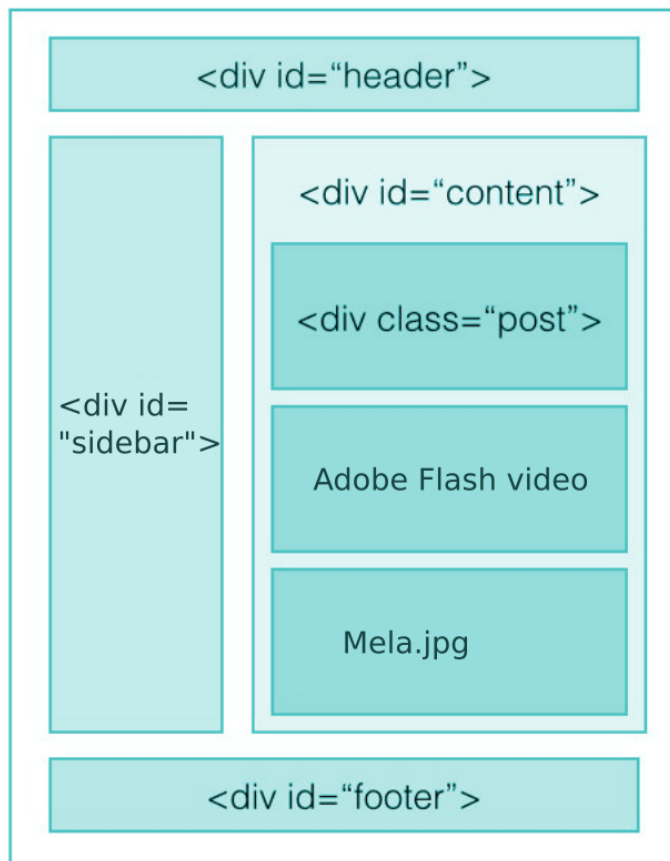 <div id=“header”>
<div id=
"sidebar">
<div id=“content”>
<div class=“post”>
Adobe Flash video
Mela.jpg
<div id=“footer”>